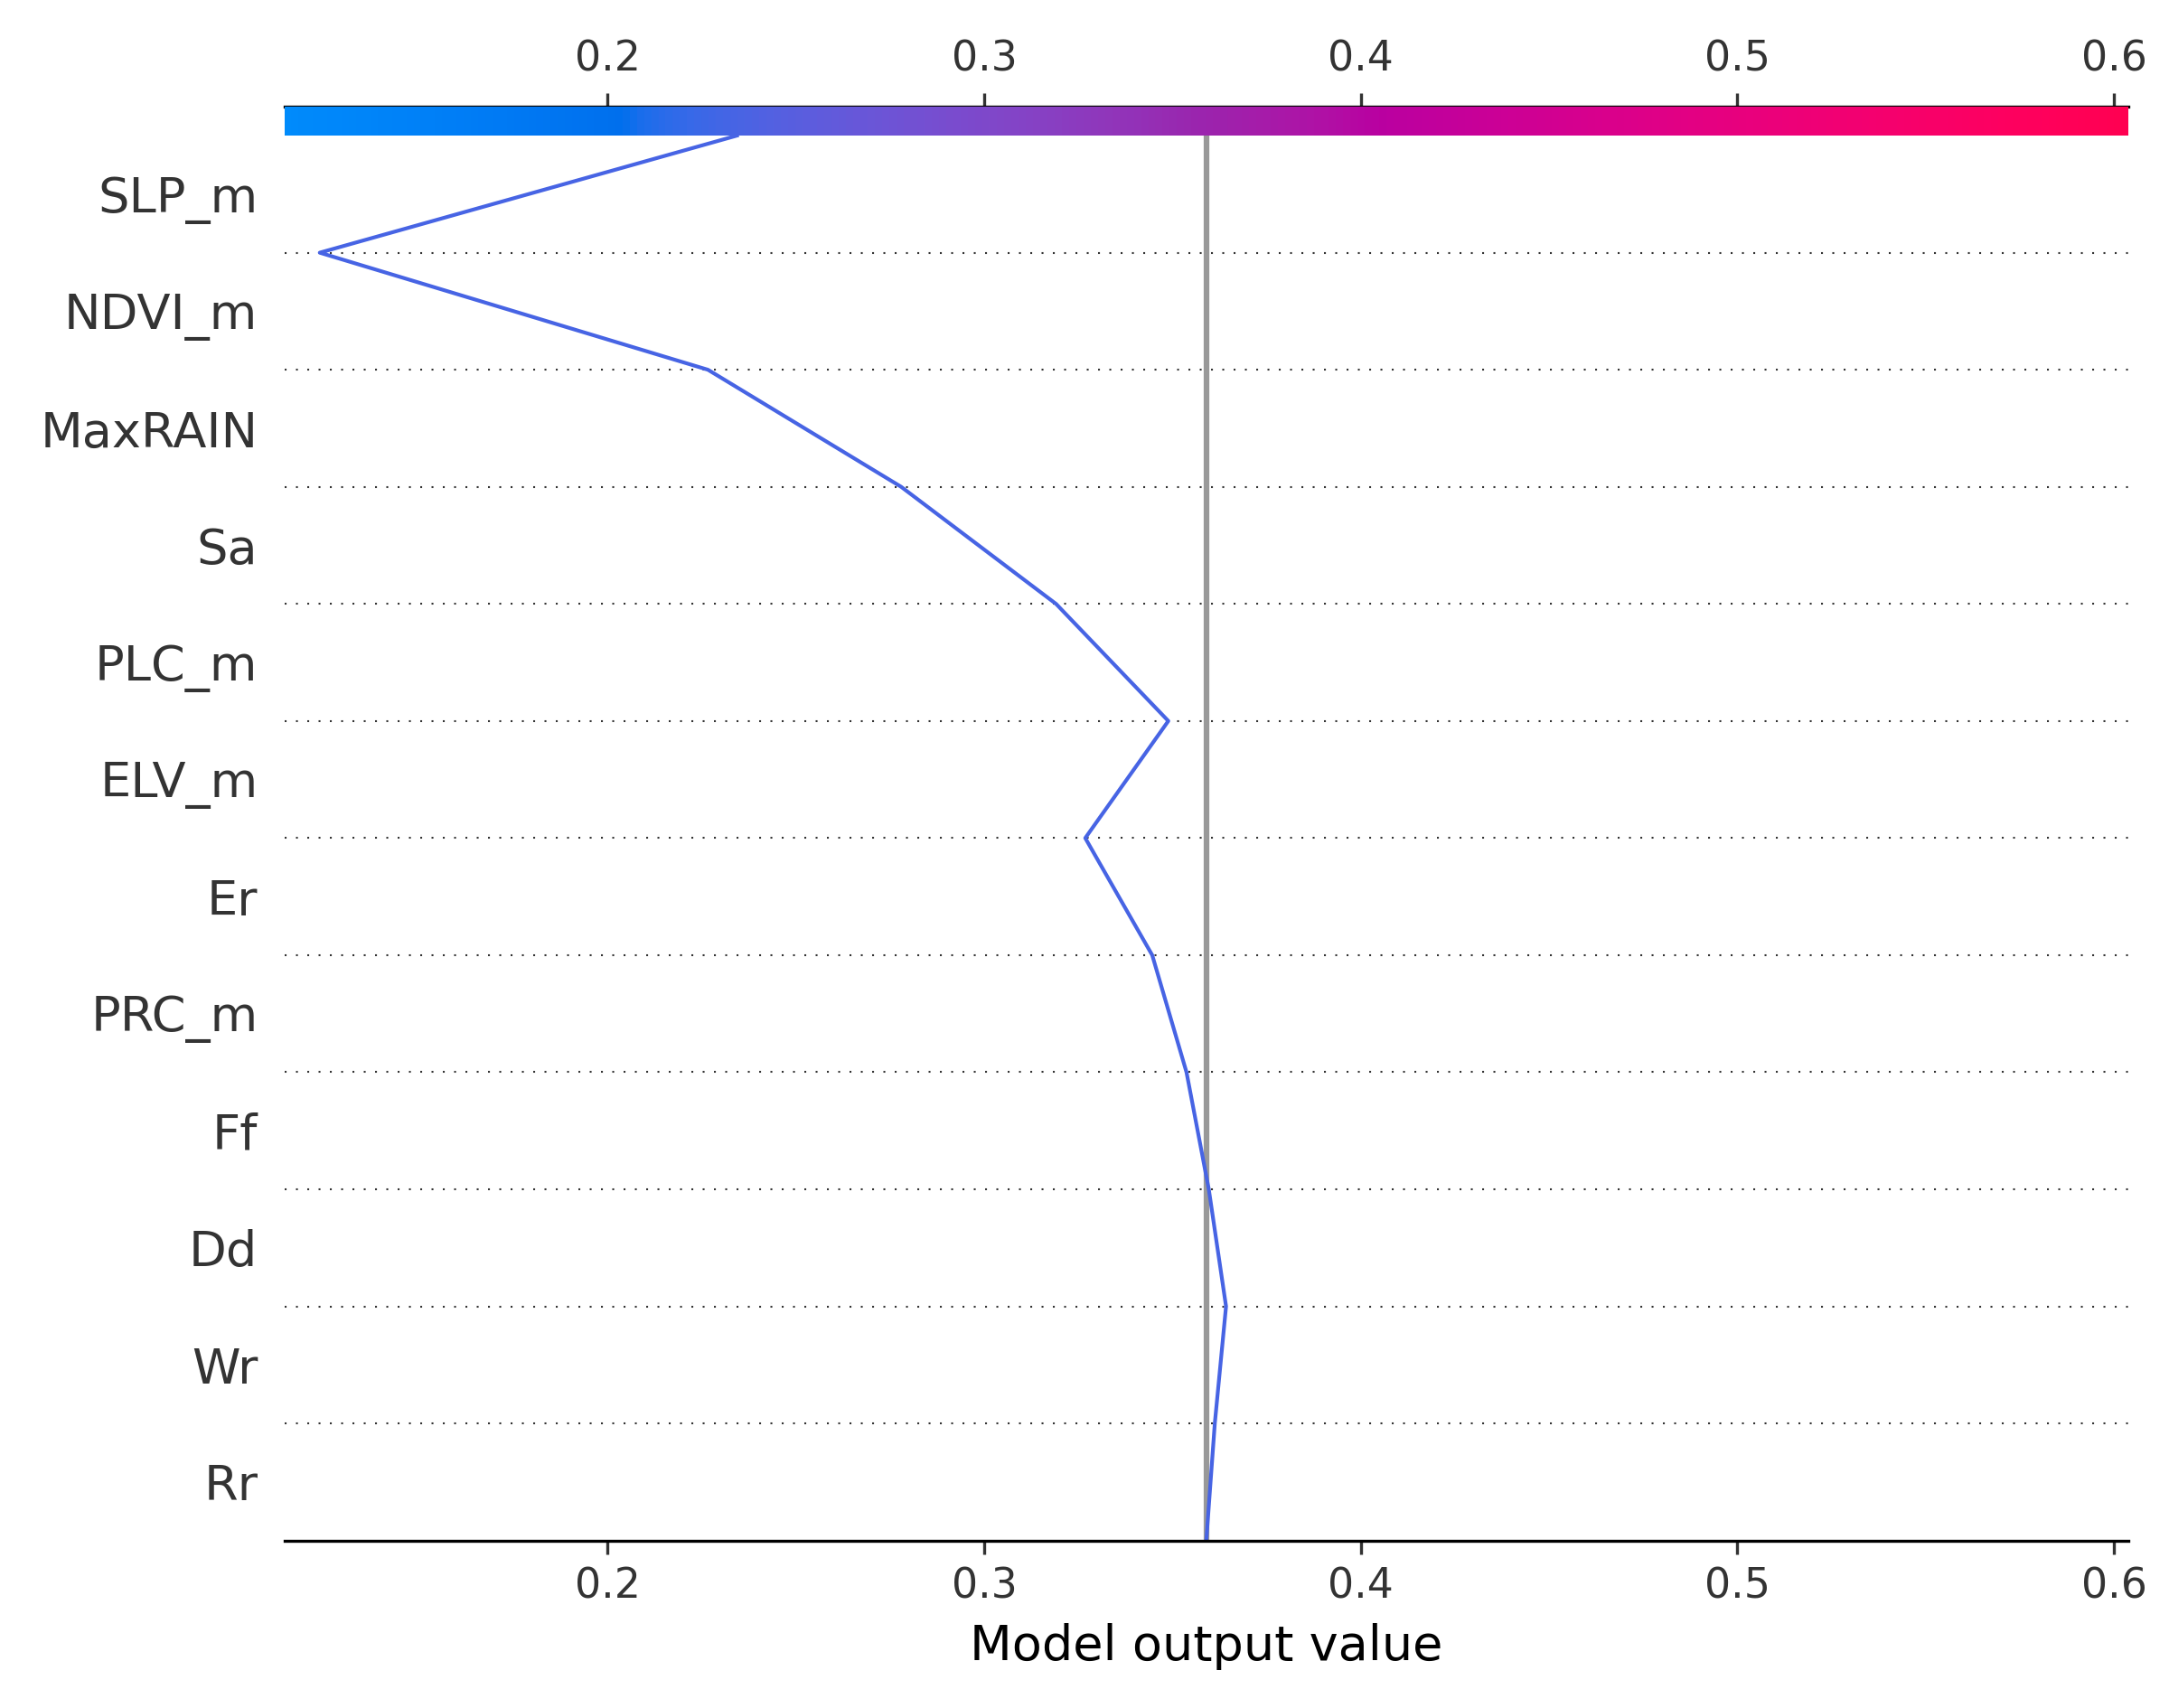 0.2 0.3 0.4 0.5 0.6
SLP_m
NDVI_m
MaxRAIN
Sa
PLC_m
ELV_m
Er
PRC_m
Ff
Dd
Wr
Rr
0.2 0.3 0.4 0.5 0.6
Model output value